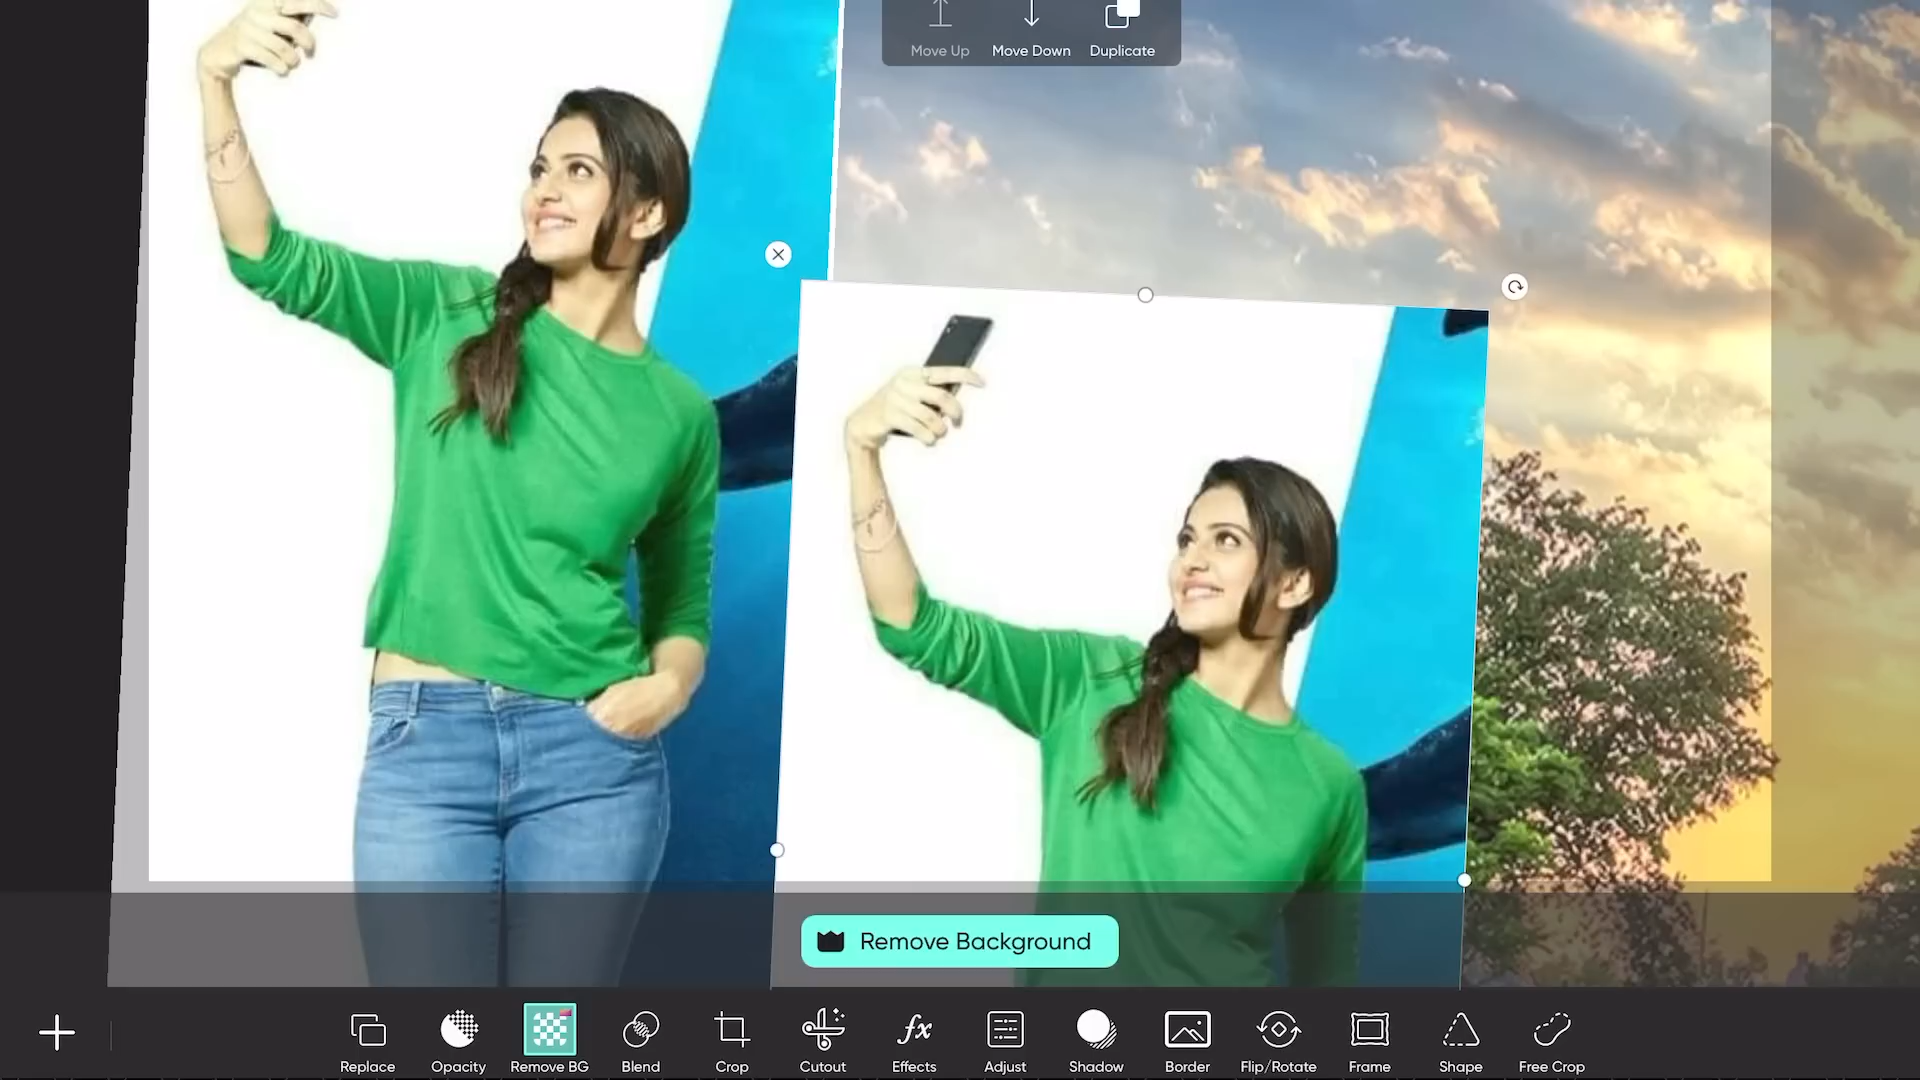 Move Up
Move Down
Duplicate
Remove Background
Replace
Opacity
Remove BG
Blend
Crop
Cutout
fx
Effects
Adjust
Shadow
Border
Flip/Rotate
Frame
Shape
Free Crop